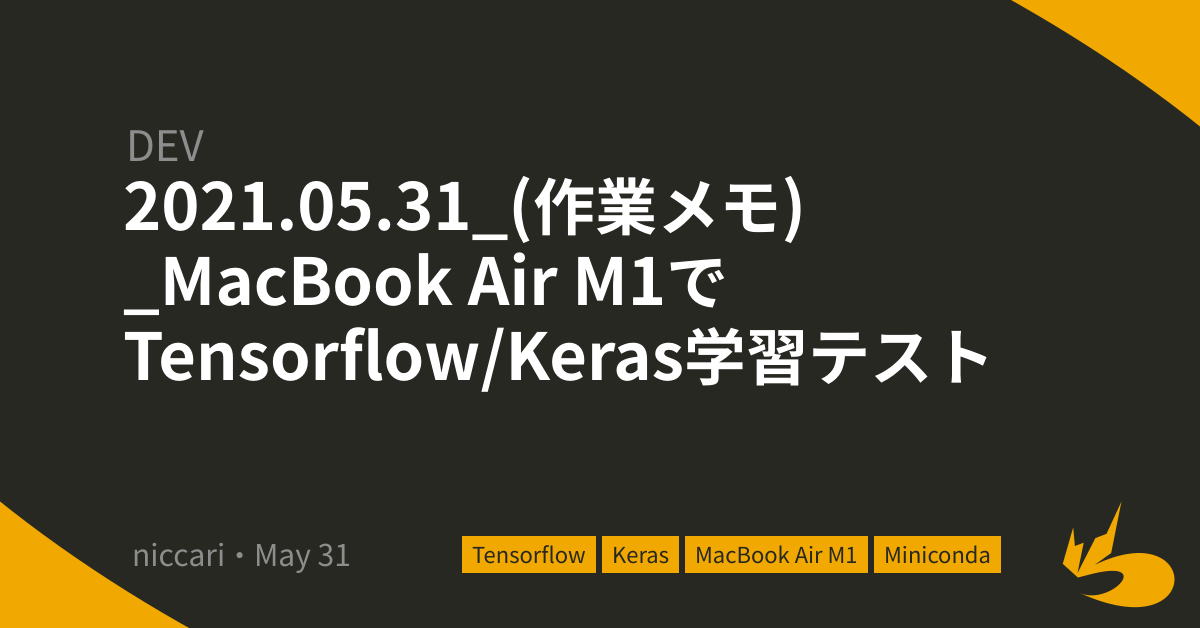 DEV
2021.05.31_(作業メモ)
_MacBook Air M1で
Tensorflow/Keras学習テスト
niccari・May 31
Tensorflow
Keras
MacBook Air M1
Miniconda